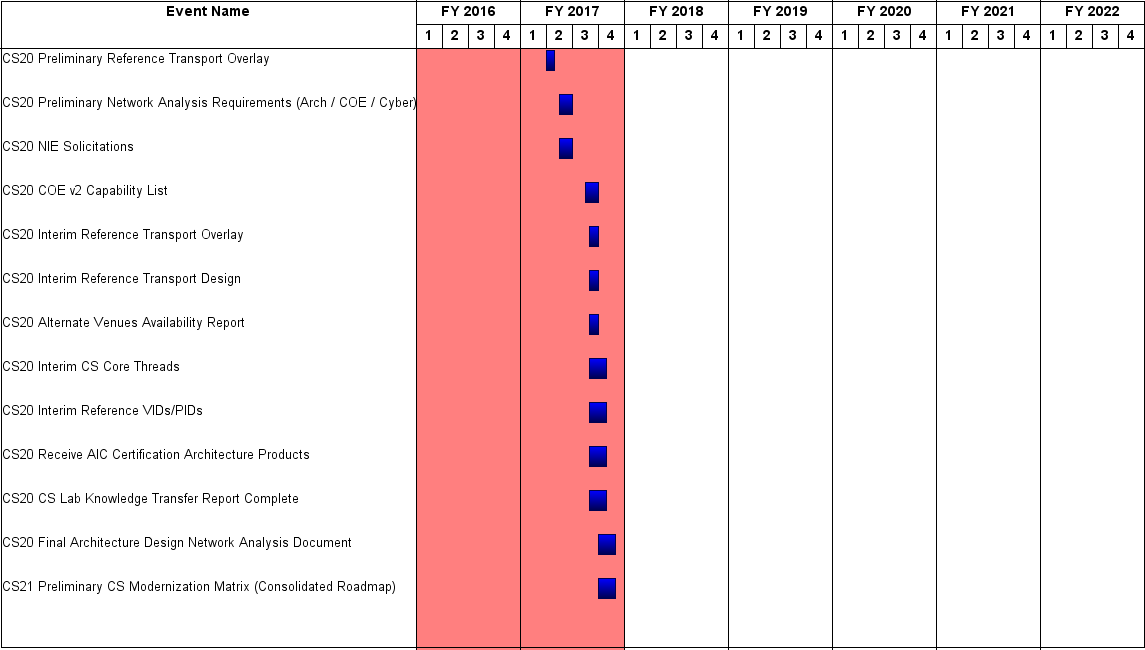 Event Name FY 2016 FY 2017 FY 2018 FY 2019 FY 2020 FY 2021 FY 2022
1 2 3 4 1 2 3 4 1 2 3 4 1 2 3 4 1 2 3 4 1 2 3 4 1 2 3 4
CS20 Preliminary Reference Transport Overlay
CS20 Preliminary Network Analysis Requirements (Arch / COE / Cyber)
CS20 NIE Solicitations
CS20 COE v2 Capability List
CS20 Interim Reference Transport Overlay
CS20 Interim Reference Transport Design
CS20 Alternate Venues Availability Report
CS20 Interim CS Core Threads
CS20 Interim Reference VIDs/PIDs
CS20 Receive AIC Certification Architecture Products
CS20 CS Lab Knowledge Transfer Report Complete
CS20 Final Architecture Design Network Analysis Document
CS21 Preliminary CS Modernization Matrix (Consolidated Roadmap)